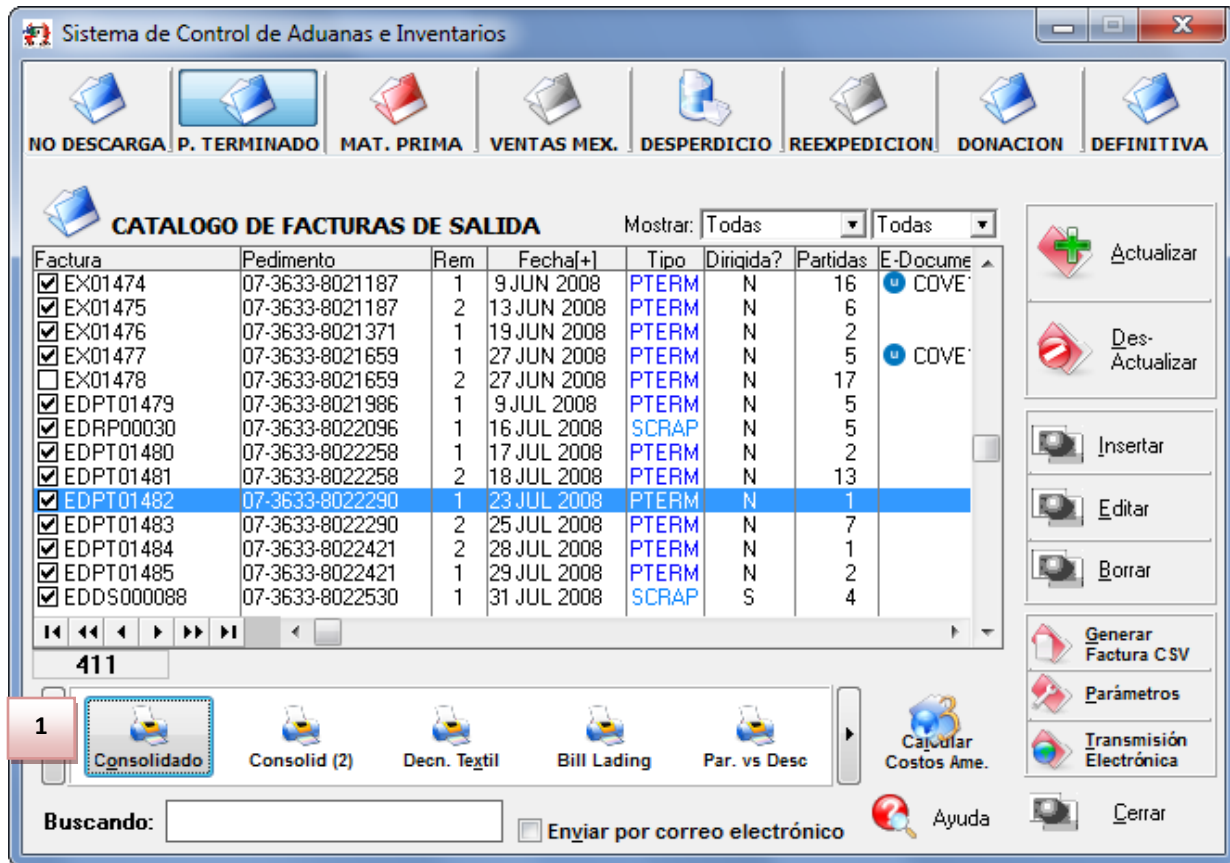 Sistema de Control de Aduanas e Inventarios
X
NO DESCARGA P. TERMINADO MAT. PRIMA VENTAS MEX. DESPERDICIO REEXPEDICION DONACION DEFINITIVA
CATALOGO DE FACTURAS DE SALIDA Mostrar: Todas Todas
Factura Pedimento Rem Fecha[+] Tipo Dirigida? Partidas E-Docume
EX01474 07-3633-8021187 1 9 JUN 2008 PTERM N 16 u COVE1
EX01475 07-3633-8021187 2 13 JUN 2008 PTERM N 6
EX01476 07-3633-8021371 1 19 JUN 2008 PTERM N 2
EX01477 07-3633-8021659 1 27 JUN 2008 PTERM N 5 u COVE1
EX01478 07-3633-8021659 2 27 JUN 2008 PTERM N 17
EDPT01479 07-3633-8021986 1 9 JUL 2008 PTERM N 5
EDRP00030 07-3633-8022096 1 16 JUL 2008 SCRAP N 5
EDPT01480 07-3633-8022258 1 17 JUL 2008 PTERM N 2
EDPT01481 07-3633-8022258 2 18 JUL 2008 PTERM N 13
EDPT01482 07-3633-8022290 1 23 JUL 2008 PTERM N 1
EDPT01483 07-3633-8022290 2 25 JUL 2008 PTERM N 7
EDPT01484 07-3633-8022421 2 28 JUL 2008 PTERM N 1
EDPT01485 07-3633-8022421 1 29 JUL 2008 PTERM N 2
EDDS000088 07-3633-8022530 1 31 JUL 2008 SCRAP S 4
411
Actualizar
Des-
Actualizar
Insertar
Editar
Borrar
Generar
Factura CSV
Parámetros
Transmisión
Electrónica
Cerrar
1
Consolidado Consolid (2) Decn. Textil Bill Lading Par. vs Desc
Calcular
Costos Ame.
Buscando: Enviar por correo electrónico Ayuda